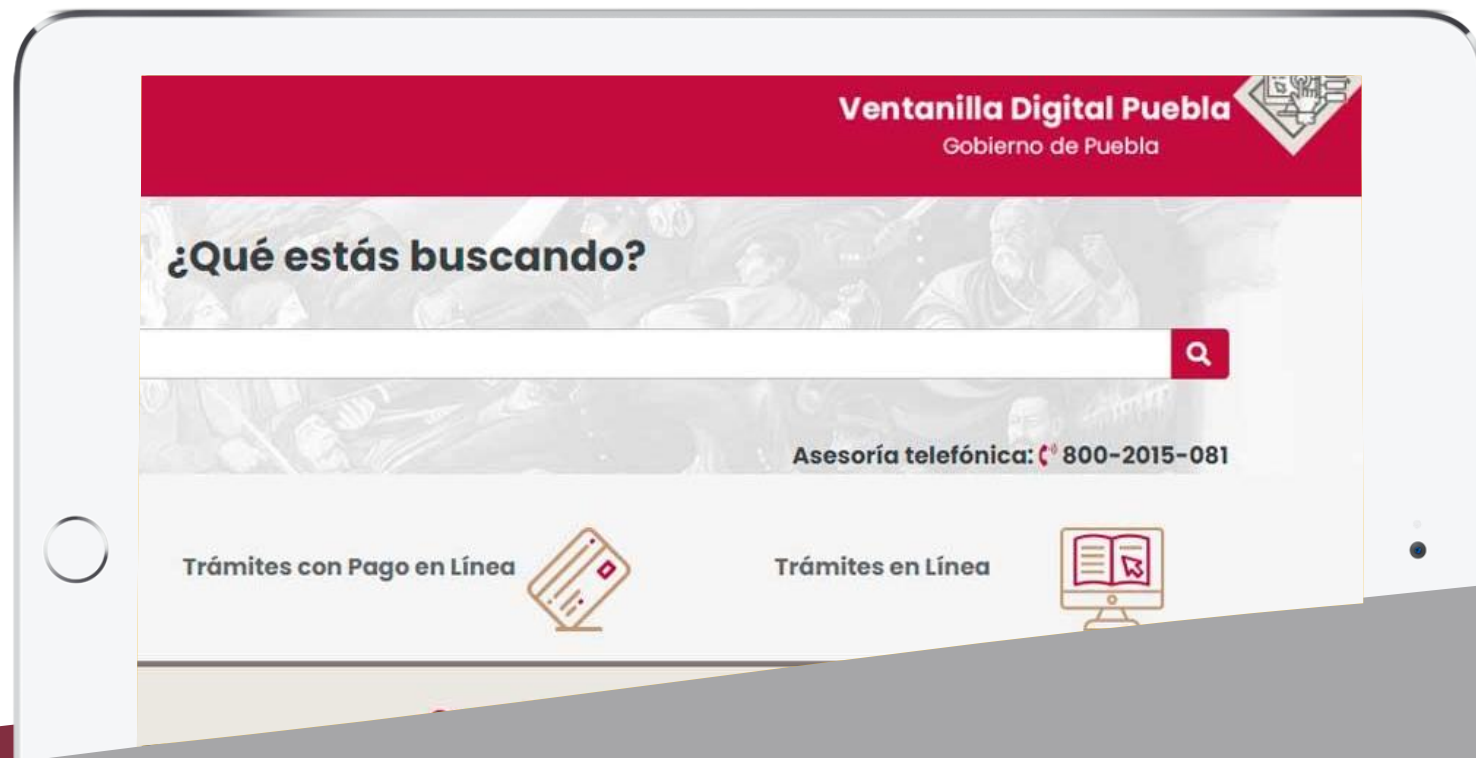 Ventanilla Digital Puebla
Gobierno de Puebla
¿Qué estás buscando?
Asesoría telefónica: 800-2015-081
Trámites con Pago en Línea
Trámites en Línea